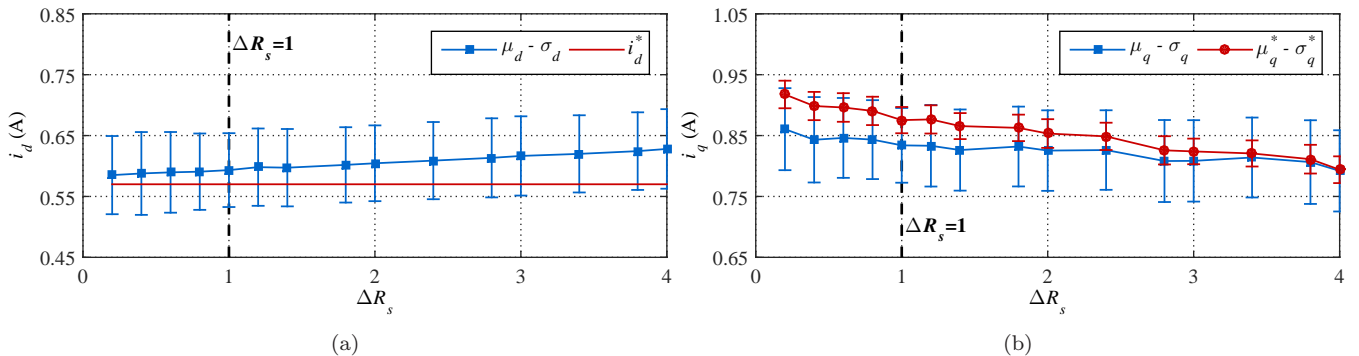 0.85
0.75
0.65
0.55
0.45
i_d (A)
ΔR_s=1
μ_d - σ_d
i_d^*
0
1
2
3
4
ΔR_s
(a)
1.05
0.95
0.85
0.75
0.65
i_q (A)
μ_q - σ_q
μ_q^* - σ_q^*
ΔR_s=1
0
1
2
3
4
ΔR_s
(b)